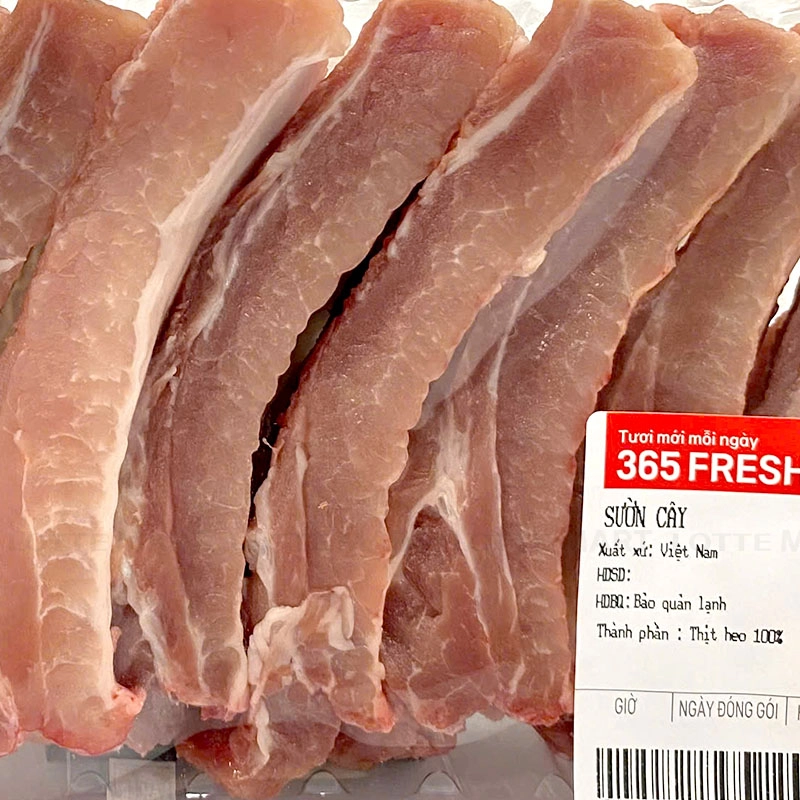 Tươi mới mỗi ngày
365 FRESH
SƯỜN CÂY
LOTTE
Xuất xứ: Việt Nam
HDSD:
HDBQ: Bảo quản lạnh
Thành phần : Thịt heo 100%
GIỜ NGÀY ĐÓNG GÓI